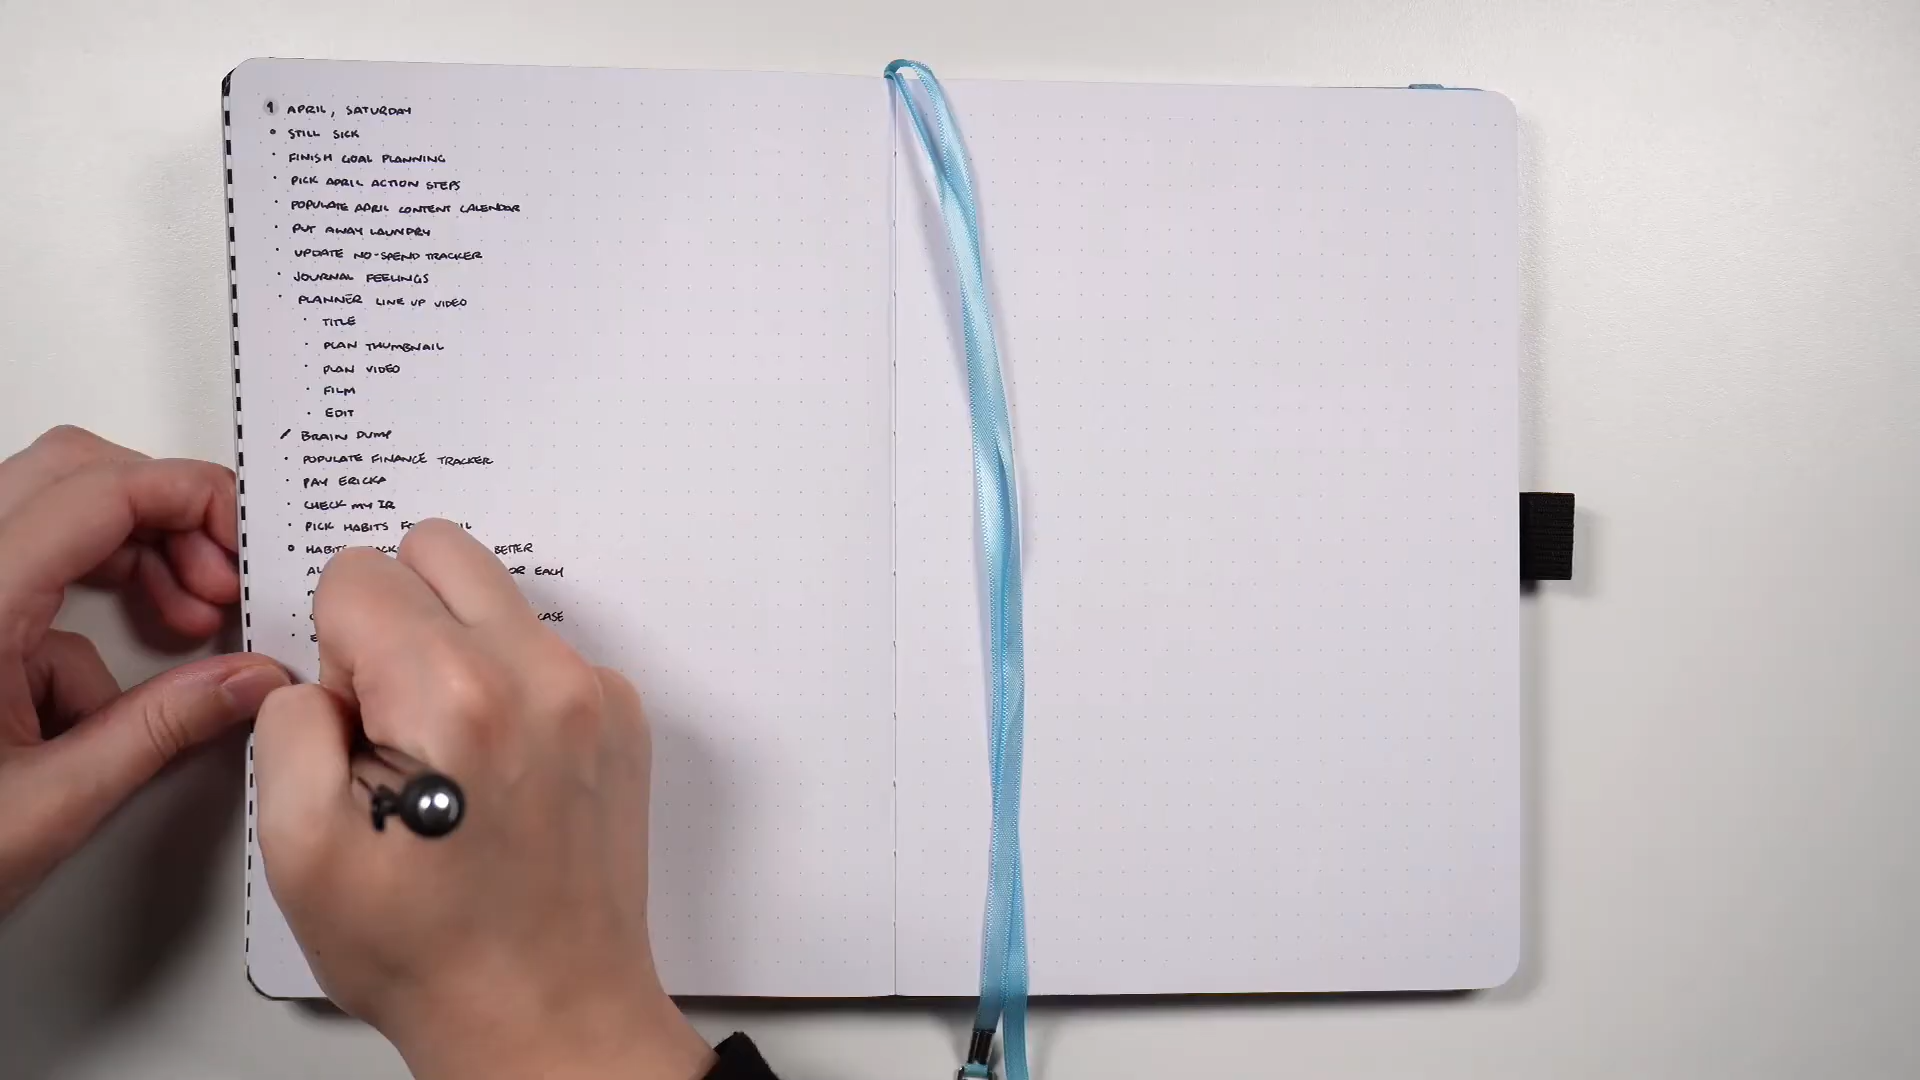 1 APRIL, SATURDAY
STILL SICK
FINISH GOAL PLANNING
PICK APRIL ACTION STEPS
POPULATE APRIL CONTENT CALENDAR
PUT AWAY LAUNDRY
UPDATE NO-SPEND TRACKER
JOURNAL FEELINGS
PLANNER LINE UP VIDEO
TITLE
PLAN THUMBNAIL
PLAN VIDEO
FILM
EDIT
BRAIN DUMP
POPULATE FINANCE TRACKER
PAY ERICKA
CHECK MY IR
PICK HABITS
BETTER
EACH
CASE